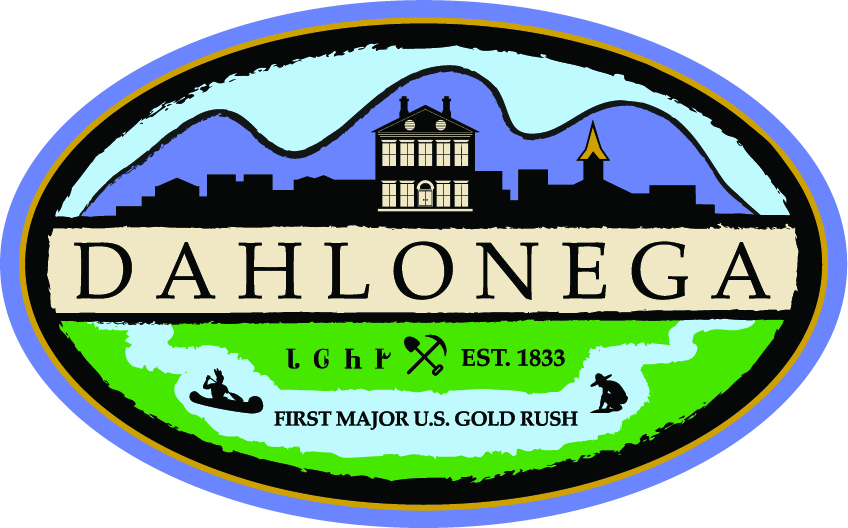 DAHLONEGA
ᏓᎶᏂᎨ EST. 1833
FIRST MAJOR U.S. GOLD RUSH